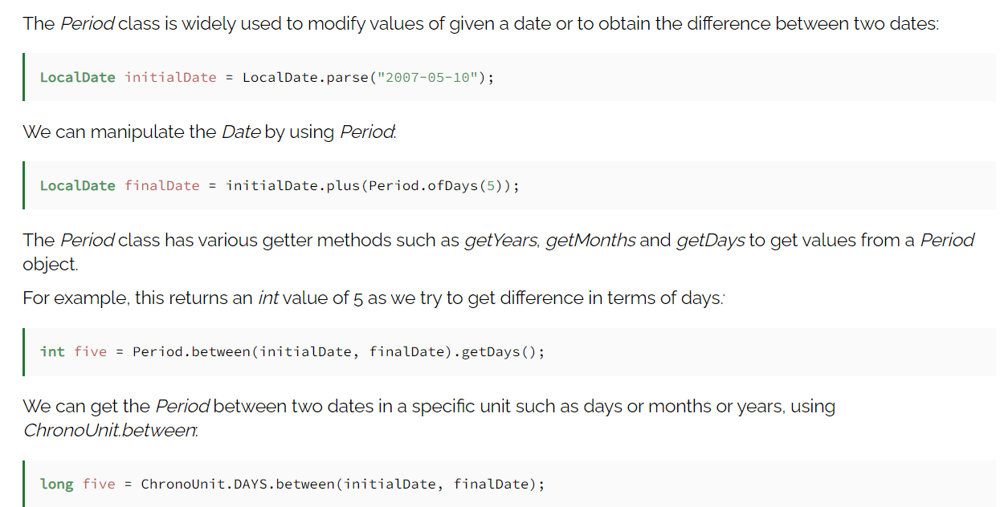 The Period class is widely used to modify values of given a date or to obtain the difference between two dates:
LocalDate initialDate = LocalDate.parse("2007-05-10");
We can manipulate the Date by using Period:
LocalDate finalDate = initialDate.plus(Period.ofDays(5));
The Period class has various getter methods such as getYears, getMonths and getDays to get values from a Period
object.
For example, this returns an int value of 5 as we try to get difference in terms of days:
int five = Period.between(initialDate, finalDate).getDays();
We can get the Period between two dates in a specific unit such as days or months or years, using
ChronoUnit.between:
long five = ChronoUnit.DAYS.between(initialDate, finalDate);